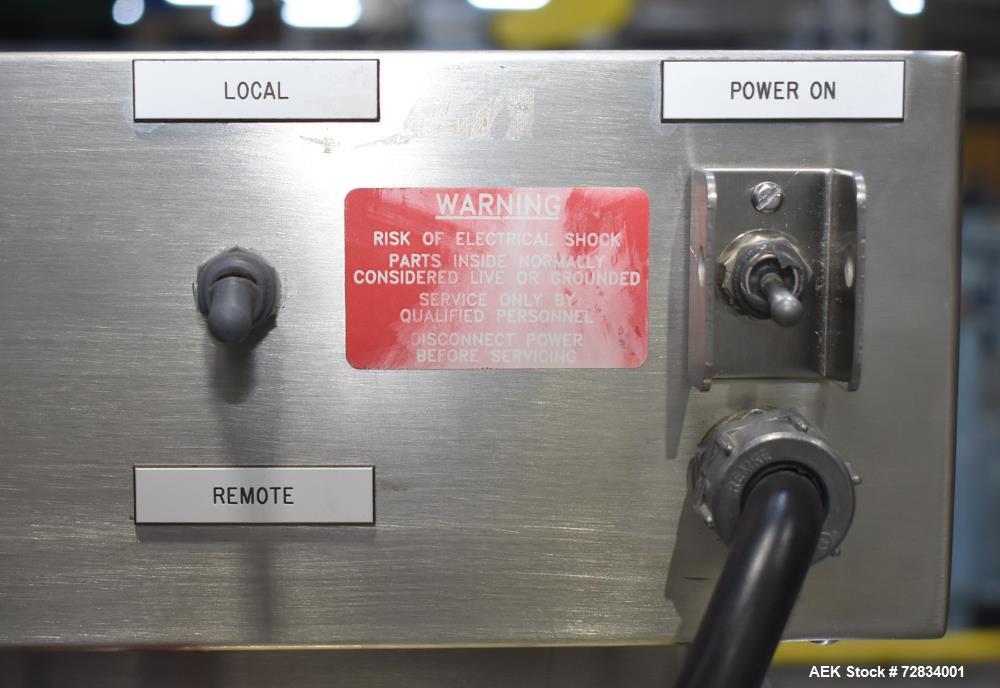 LOCAL
POWER ON
WARNING
RISK OF ELECTRICAL SHOCK
PARTS INSIDE NORMALLY
CONSIDERED LIVE OR GROUNDED
SERVICE ONLY BY
QUALIFIED PERSONNEL
DISCONNECT POWER
BEFORE SERVICING
REMOTE
REMKE
AEK Stock # 72834001